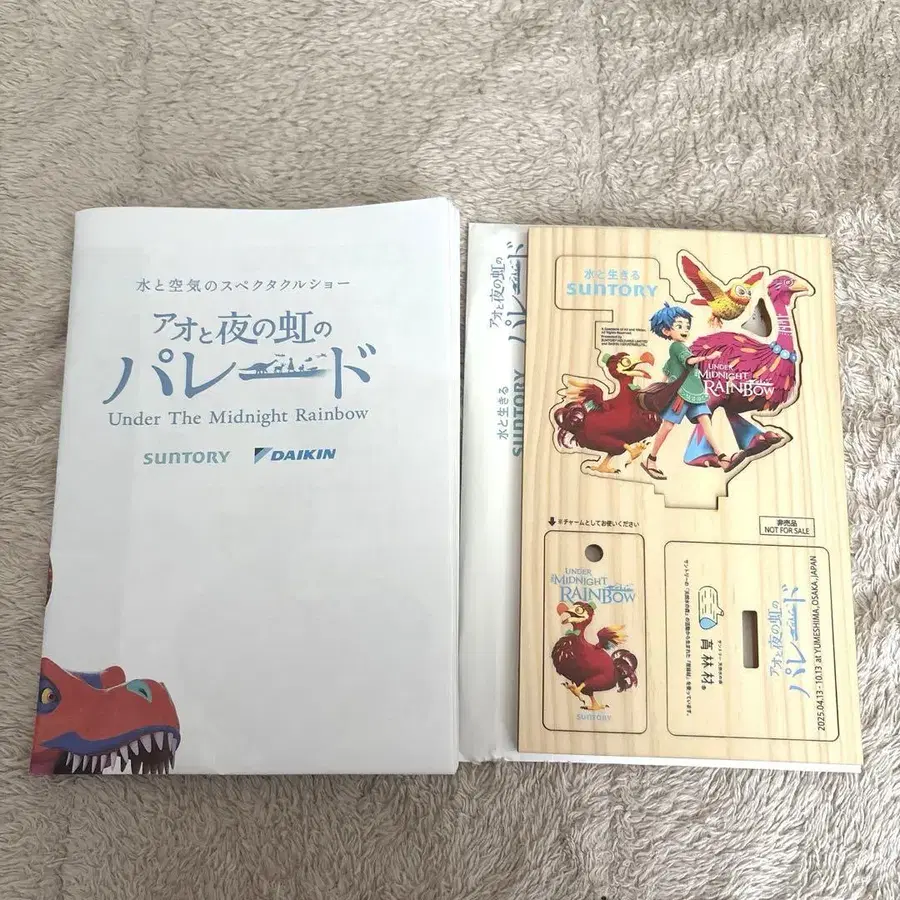 水と空気のスペクタクルショー
アオと夜の虹の
パレード
Under The Midnight Rainbow
SUNTORY DAIKIN
アオと夜の虹の
パレ
水と生きる
SUNTORY
水と生きる
SUNTORY
UNDER
MIDNIGHT
RAINBOW
↓※チャームとしてお使いください
非売品
NOT FOR SALE
UNDER
THE MIDNIGHT
RAINBOW
SUNTORY
育林材
アオと夜の虹の
パレード
2025.04.13 - 10.13 at YUMESHIMA, OSAKA, JAPAN